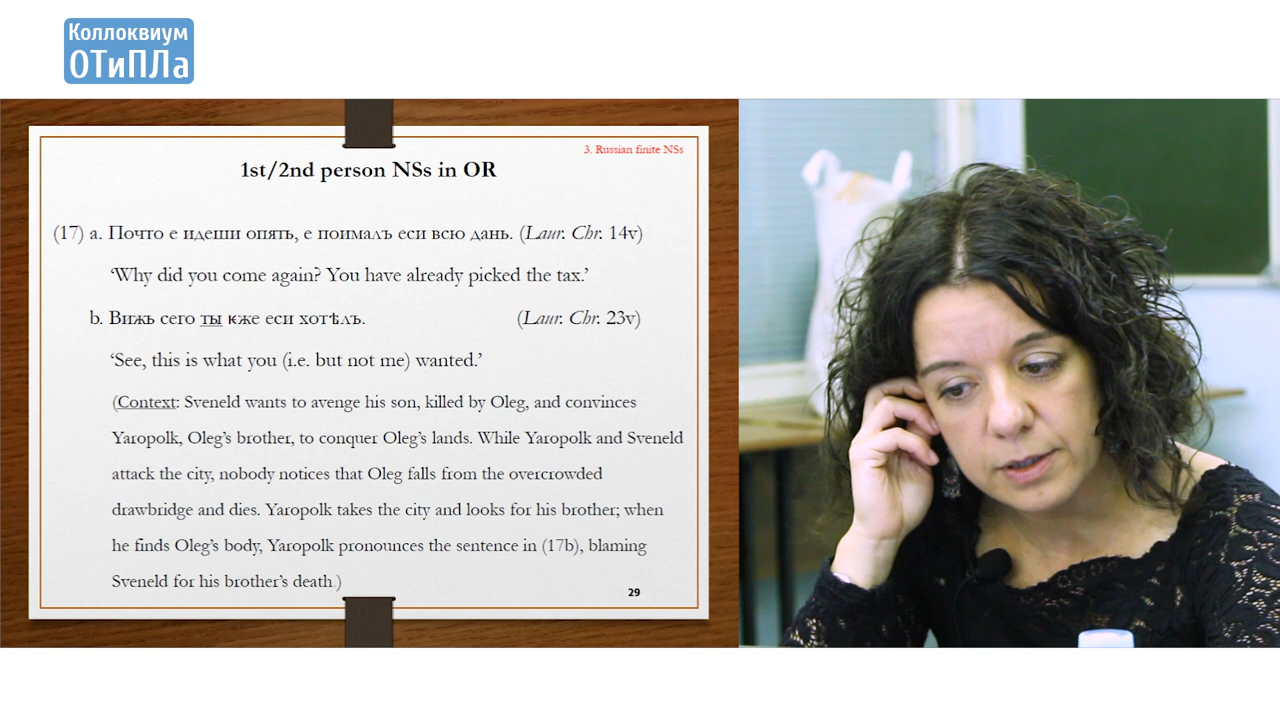 Коллоквиум
ОТиПЛа
3. Russian finite NSs
1st/2nd person NSs in OR
(17) a. Почто е идеши опять, е поималъ еси всю дань. (Laur. Chr. 14v)
‘Why did you come again? You have already picked the tax.’
b. Вижь сего ты ѥже еси хотѣлъ. (Laur. Chr. 23v)
‘See, this is what you (i.e. but not me) wanted.’
(Context: Sveneld wants to avenge his son, killed by Oleg, and convinces
Yaropolk, Oleg’s brother, to conquer Oleg’s lands. While Yaropolk and Sveneld
attack the city, nobody notices that Oleg falls from the overcrowded
drawbridge and dies. Yaropolk takes the city and looks for his brother; when
he finds Oleg’s body, Yaropolk pronounces the sentence in (17b), blaming
Sveneld for his brother’s death.)
29